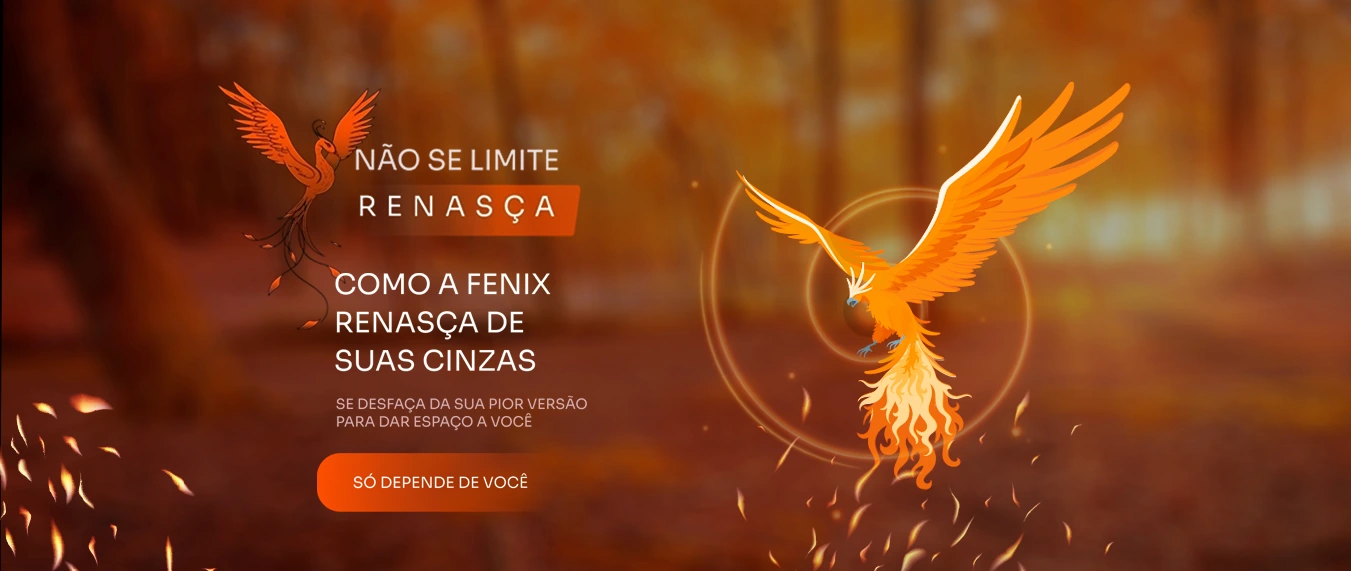 NÃO SE LIMITE
RENASÇA
COMO A FENIX
RENASÇA DE
SUAS CINZAS
SE DESFAÇA DA SUA PIOR VERSÃO
PARA DAR ESPAÇO A VOCÊ
SÓ DEPENDE DE VOCÊ